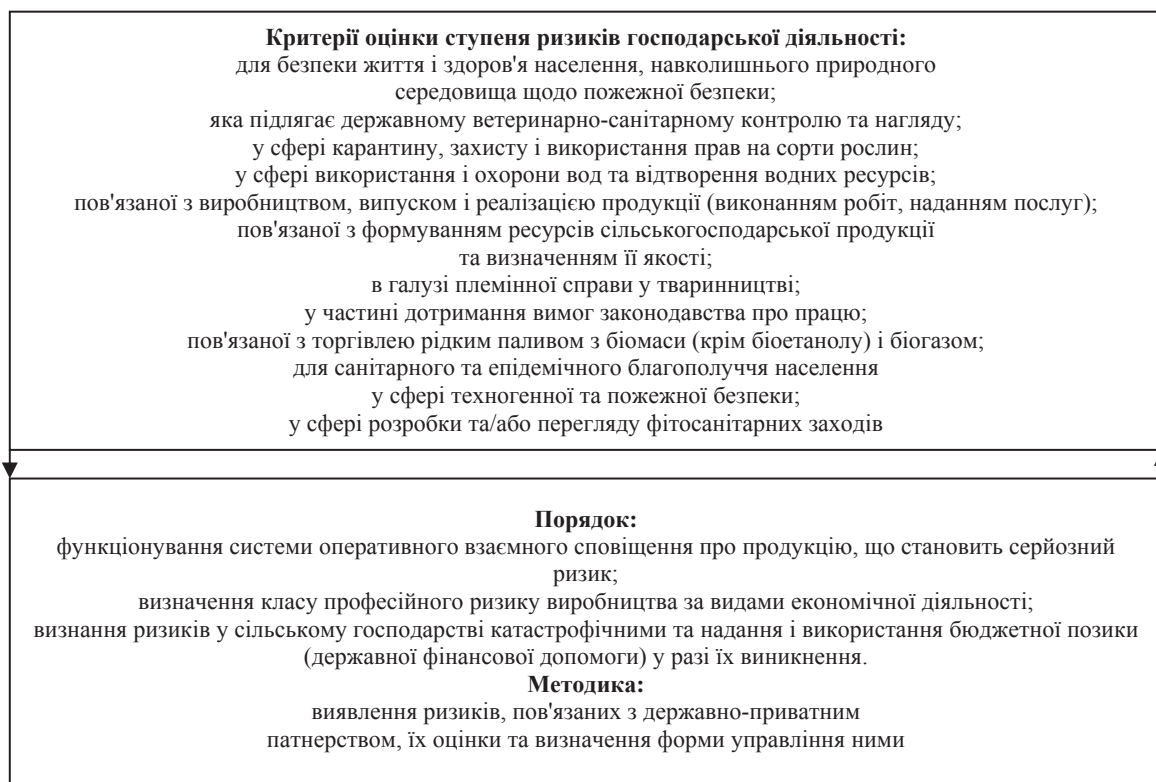 Критерії оцінки ступеня ризиків господарської діяльності:
для безпеки життя і здоров'я населення, навколишнього природного
середовища щодо пожежної безпеки;
яка підлягає державному ветеринарно-санітарному контролю та нагляду;
у сфері карантину, захисту і використання прав на сорти рослин;
у сфері використання і охорони вод та відтворення водних ресурсів;
пов'язаної з виробництвом, випуском і реалізацією продукції (виконанням робіт, наданням послуг);
пов'язаної з формуванням ресурсів сільськогосподарської продукції
та визначенням її якості;
в галузі племінної справи у тваринництві;
у частині дотримання вимог законодавства про працю;
пов'язаної з торгівлею рідким паливом з біомаси (крім біоетанолу) і біогазом;
для санітарного та епідемічного благополуччя населення
у сфері техногенної та пожежної безпеки;
у сфері розробки та/або перегляду фітосанітарних заходів
Порядок:
функціонування системи оперативного взаємного сповіщення про продукцію, що становить серйозний
ризик;
визначення класу професійного ризику виробництва за видами економічної діяльності;
визнання ризиків у сільському господарстві катастрофічними та надання і використання бюджетної позики
(державної фінансової допомоги) у разі їх виникнення.
Методика:
виявлення ризиків, пов'язаних з державно-приватним
патнерством, їх оцінки та визначення форми управління ними